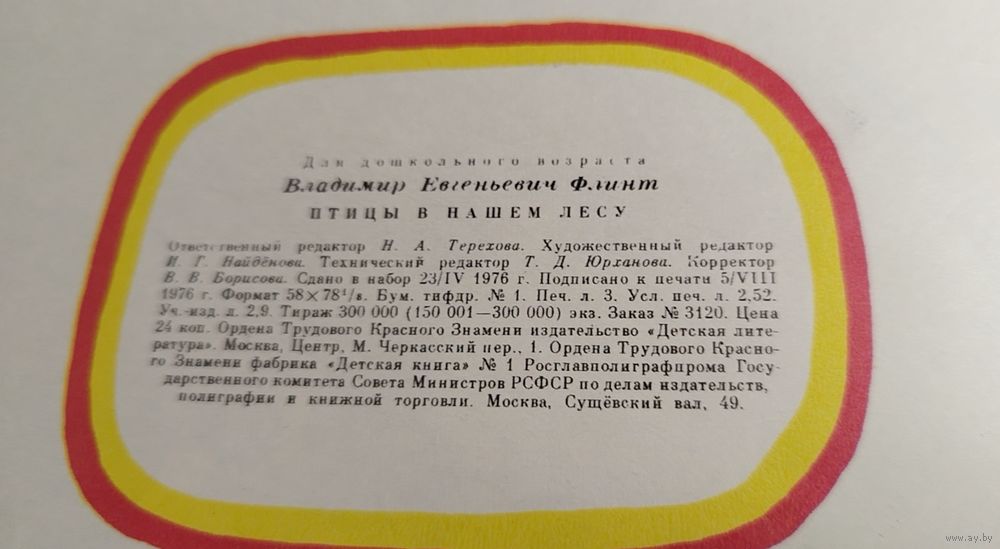 Для дошкольного возраста
Владимир Евгеньевич Флинт
ПТИЦЫ В НАШЕМ ЛЕСУ
Ответственный редактор Н. А. Терехова. Художественный редактор
И. Г. Найдёнова. Технический редактор Т. Д. Юрханова. Корректор
В. В. Борисова. Сдано в набор 23/IV 1976 г. Подписано к печати 5/VIII
1976 г. Формат 58×78¹/₈. Бум. тифдр. № 1. Печ. л. 3. Усл. печ. л. 2,52.
Уч.-изд. л. 2,9. Тираж 300 000 (150 001—300 000) экз. Заказ № 3120. Цена
24 коп. Ордена Трудового Красного Знамени издательство «Детская лите-
ратура». Москва, Центр, М. Черкасский пер., 1. Ордена Трудового Красно-
го Знамени фабрика «Детская книга» № 1 Росглавполиграфпрома Госу-
дарственного комитета Совета Министров РСФСР по делам издательств,
полиграфии и книжной торговли. Москва, Сущёвский вал, 49.
www.ay.by